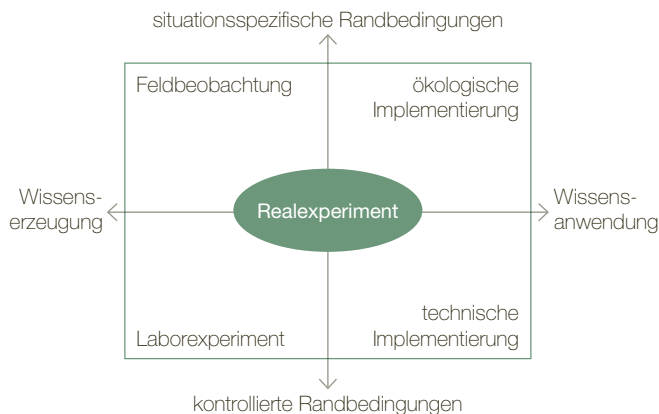 situationsspezifische Randbedingungen
Feldbeobachtung
ökologische
Implementierung
Wissens-
erzeugung
Realexperiment
Wissens-
anwendung
Laborexperiment
technische
Implementierung
kontrollierte Randbedingungen